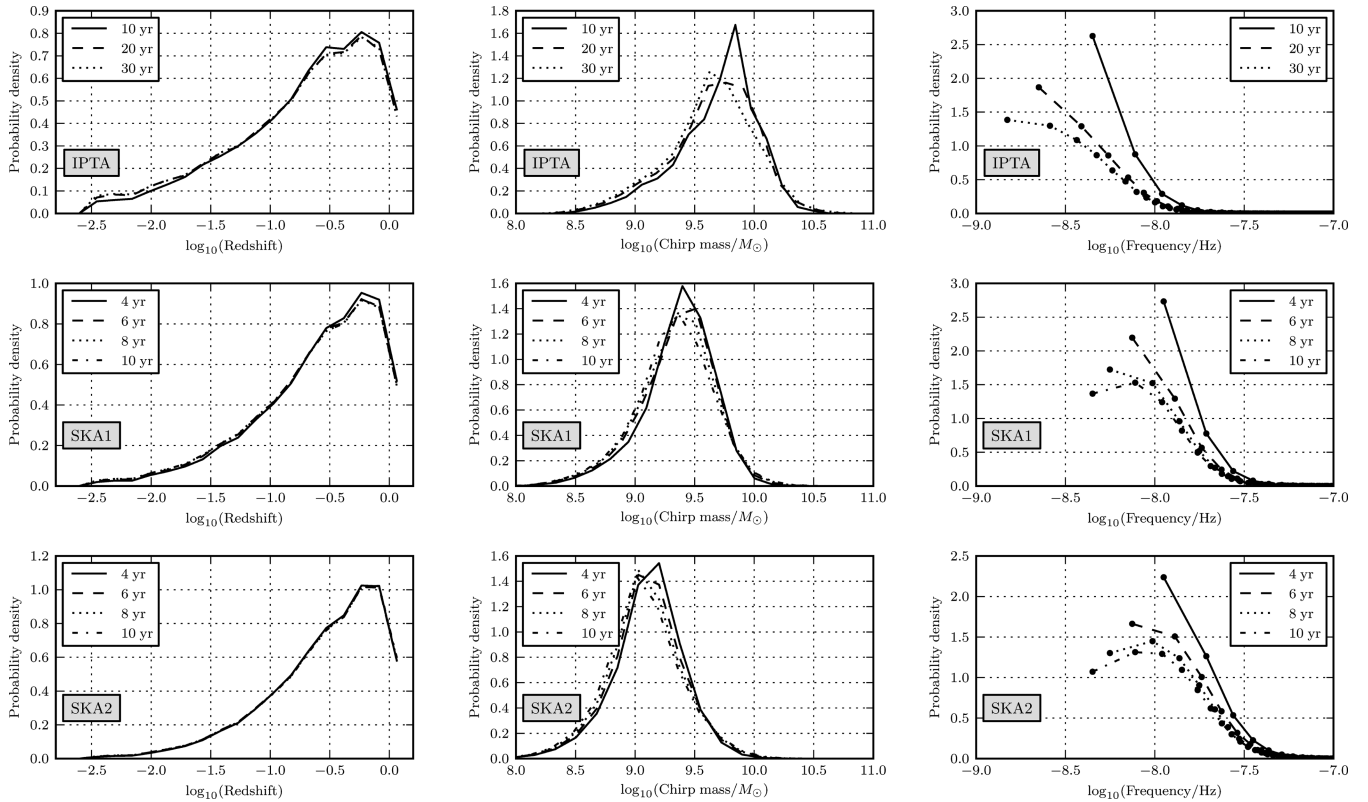 Probability density
0.9
0.8
0.7
0.6
0.5
0.4
0.3
0.2
0.1
0.0
10 yr
20 yr
30 yr
IPTA
−2.5 −2.0 −1.5 −1.0 −0.5 0.0
log10(Redshift)
Probability density
1.8
1.6
1.4
1.2
1.0
0.8
0.6
0.4
0.2
0.0
10 yr
20 yr
30 yr
IPTA
8.0 8.5 9.0 9.5 10.0 10.5 11.0
log10(Chirp mass/M⊙)
Probability density
3.0
2.5
2.0
1.5
1.0
0.5
0.0
10 yr
20 yr
30 yr
IPTA
−9.0 −8.5 −8.0 −7.5 −7.0
log10(Frequency/Hz)
Probability density
1.0
0.8
0.6
0.4
0.2
0.0
4 yr
6 yr
8 yr
10 yr
SKA1
−2.5 −2.0 −1.5 −1.0 −0.5 0.0
log10(Redshift)
Probability density
1.6
1.4
1.2
1.0
0.8
0.6
0.4
0.2
0.0
4 yr
6 yr
8 yr
10 yr
SKA1
8.0 8.5 9.0 9.5 10.0 10.5 11.0
log10(Chirp mass/M⊙)
Probability density
3.0
2.5
2.0
1.5
1.0
0.5
0.0
4 yr
6 yr
8 yr
10 yr
SKA1
−9.0 −8.5 −8.0 −7.5 −7.0
log10(Frequency/Hz)
Probability density
1.2
1.0
0.8
0.6
0.4
0.2
0.0
4 yr
6 yr
8 yr
10 yr
SKA2
−2.5 −2.0 −1.5 −1.0 −0.5 0.0
log10(Redshift)
Probability density
1.6
1.4
1.2
1.0
0.8
0.6
0.4
0.2
0.0
4 yr
6 yr
8 yr
10 yr
SKA2
8.0 8.5 9.0 9.5 10.0 10.5 11.0
log10(Chirp mass/M⊙)
Probability density
2.5
2.0
1.5
1.0
0.5
0.0
4 yr
6 yr
8 yr
10 yr
SKA2
−9.0 −8.5 −8.0 −7.5 −7.0
log10(Frequency/Hz)